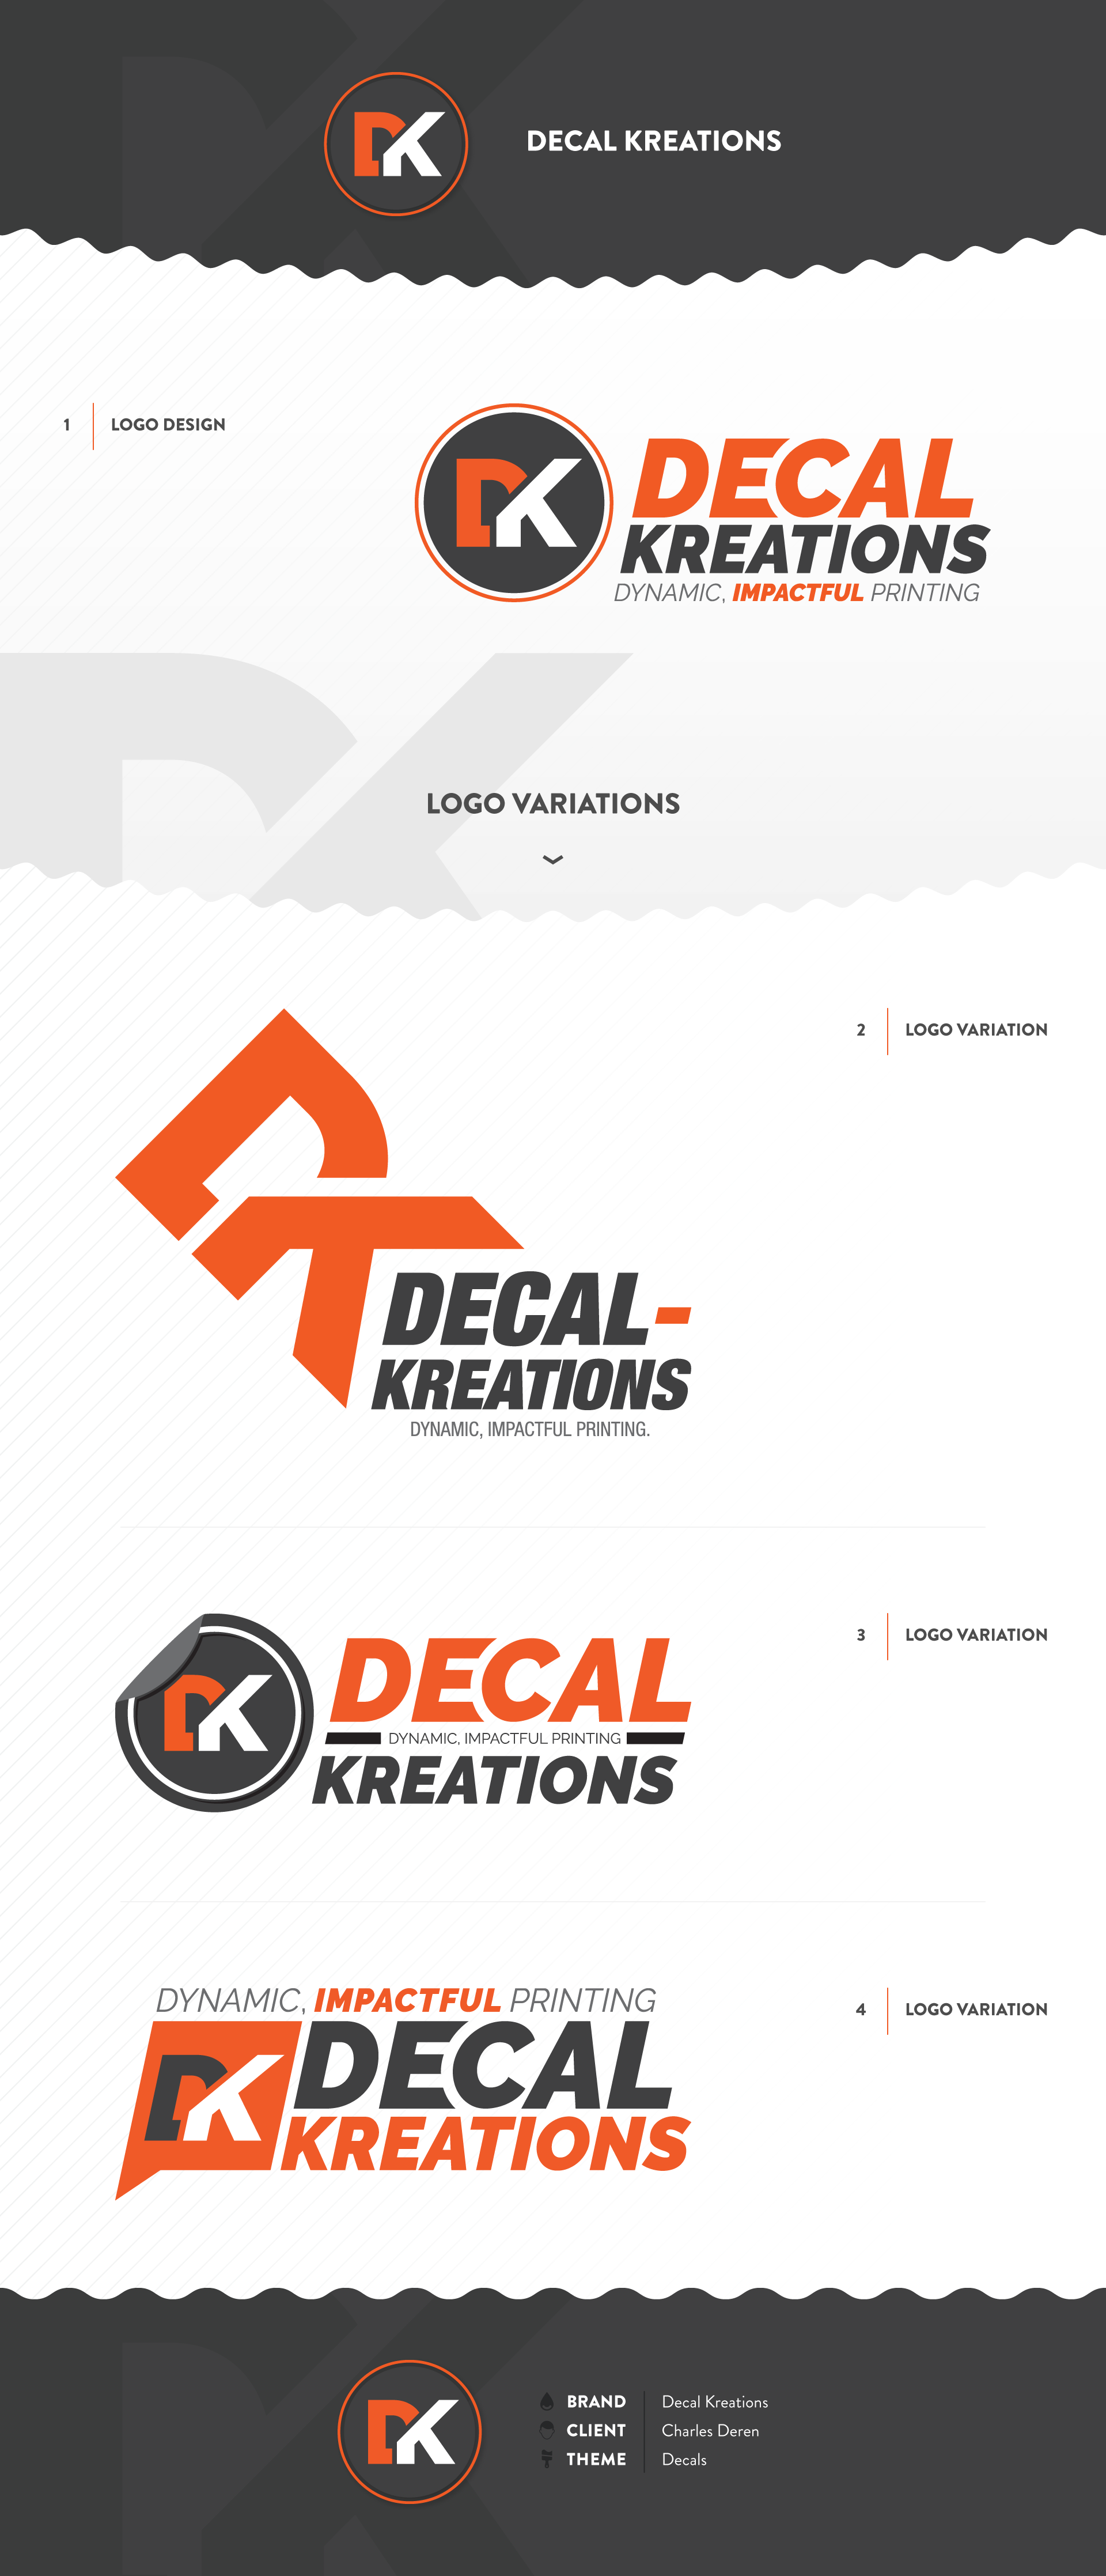 DK
DECAL KREATIONS
1
LOGO DESIGN
DK
DECAL
KREATIONS
DYNAMIC, IMPACTFUL PRINTING
LOGO VARIATIONS
2
LOGO VARIATION
DK
DECAL-
KREATIONS
DYNAMIC, IMPACTFUL PRINTING.
3
LOGO VARIATION
DK
DECAL
DYNAMIC, IMPACTFUL PRINTING
KREATIONS
4
LOGO VARIATION
DYNAMIC, IMPACTFUL PRINTING
DK
DECAL
KREATIONS
DK
BRAND Decal Kreations
CLIENT Charles Deren
THEME Decals